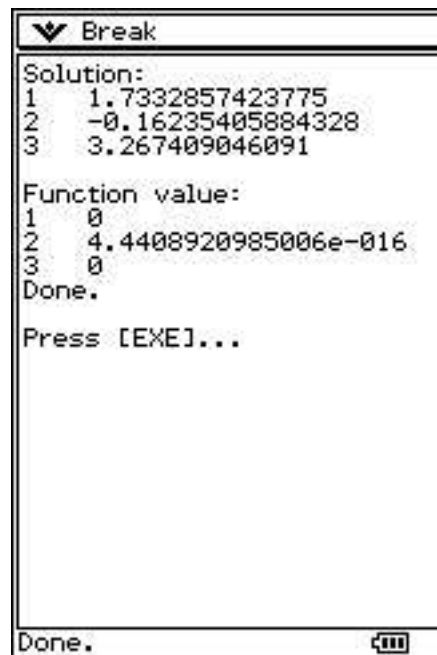 Break
Solution:
1 1.7332857423775
2 -0.16235405884328
3 3.267409046091
Function value:
1 0
2 4.4408920985006e-016
3 0
Done.
Press [EXE]...
Done.